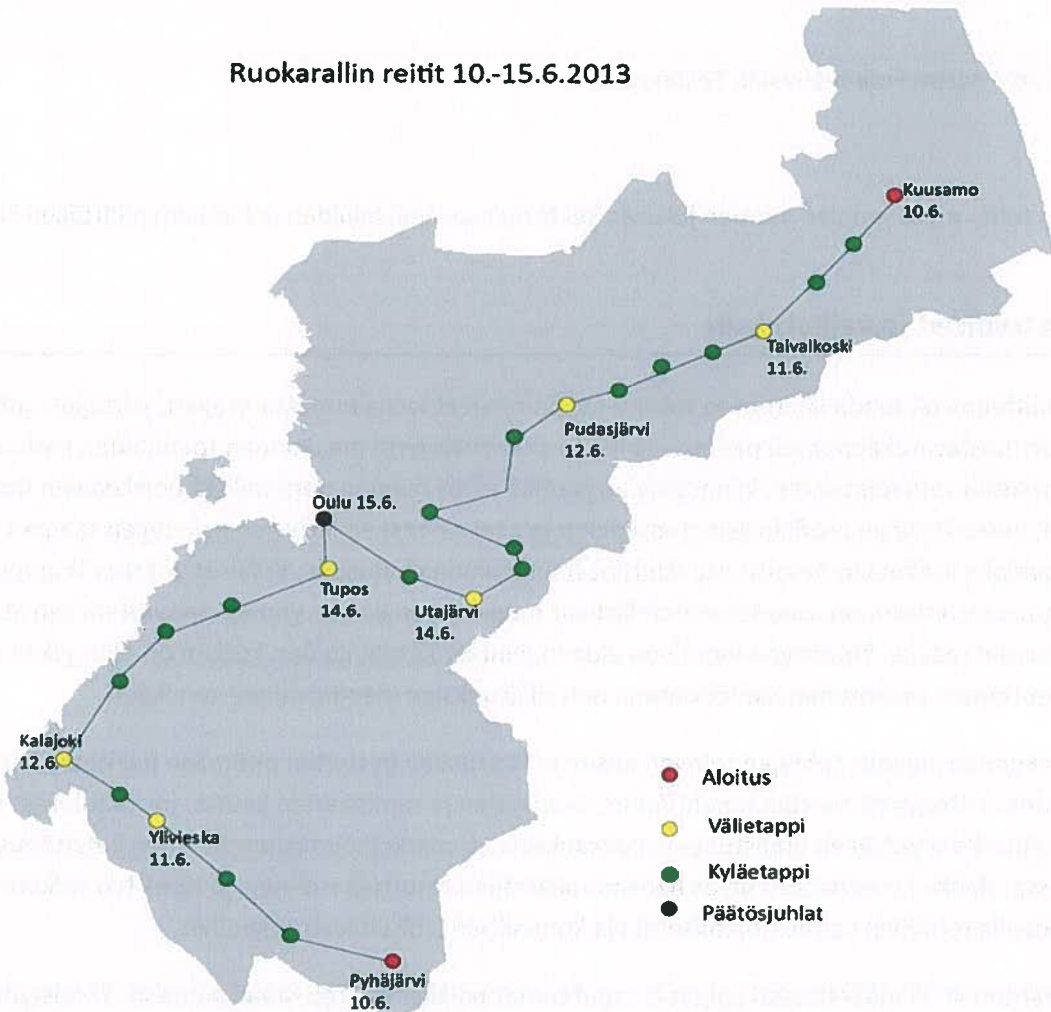 Ruokarallin reitit 10.-15.6.2013
Kuusamo
10.6.
Taivalkoski
11.6.
Pudasjärvi
12.6.
Oulu 15.6.
Tupos
14.6.
Utajärvi
14.6.
Kalajoki
12.6.
Ylivieska
11.6.
Pyhäjärvi
10.6.
Aloitus
Välietappi
Kyläetappi
Päätösjuhlat